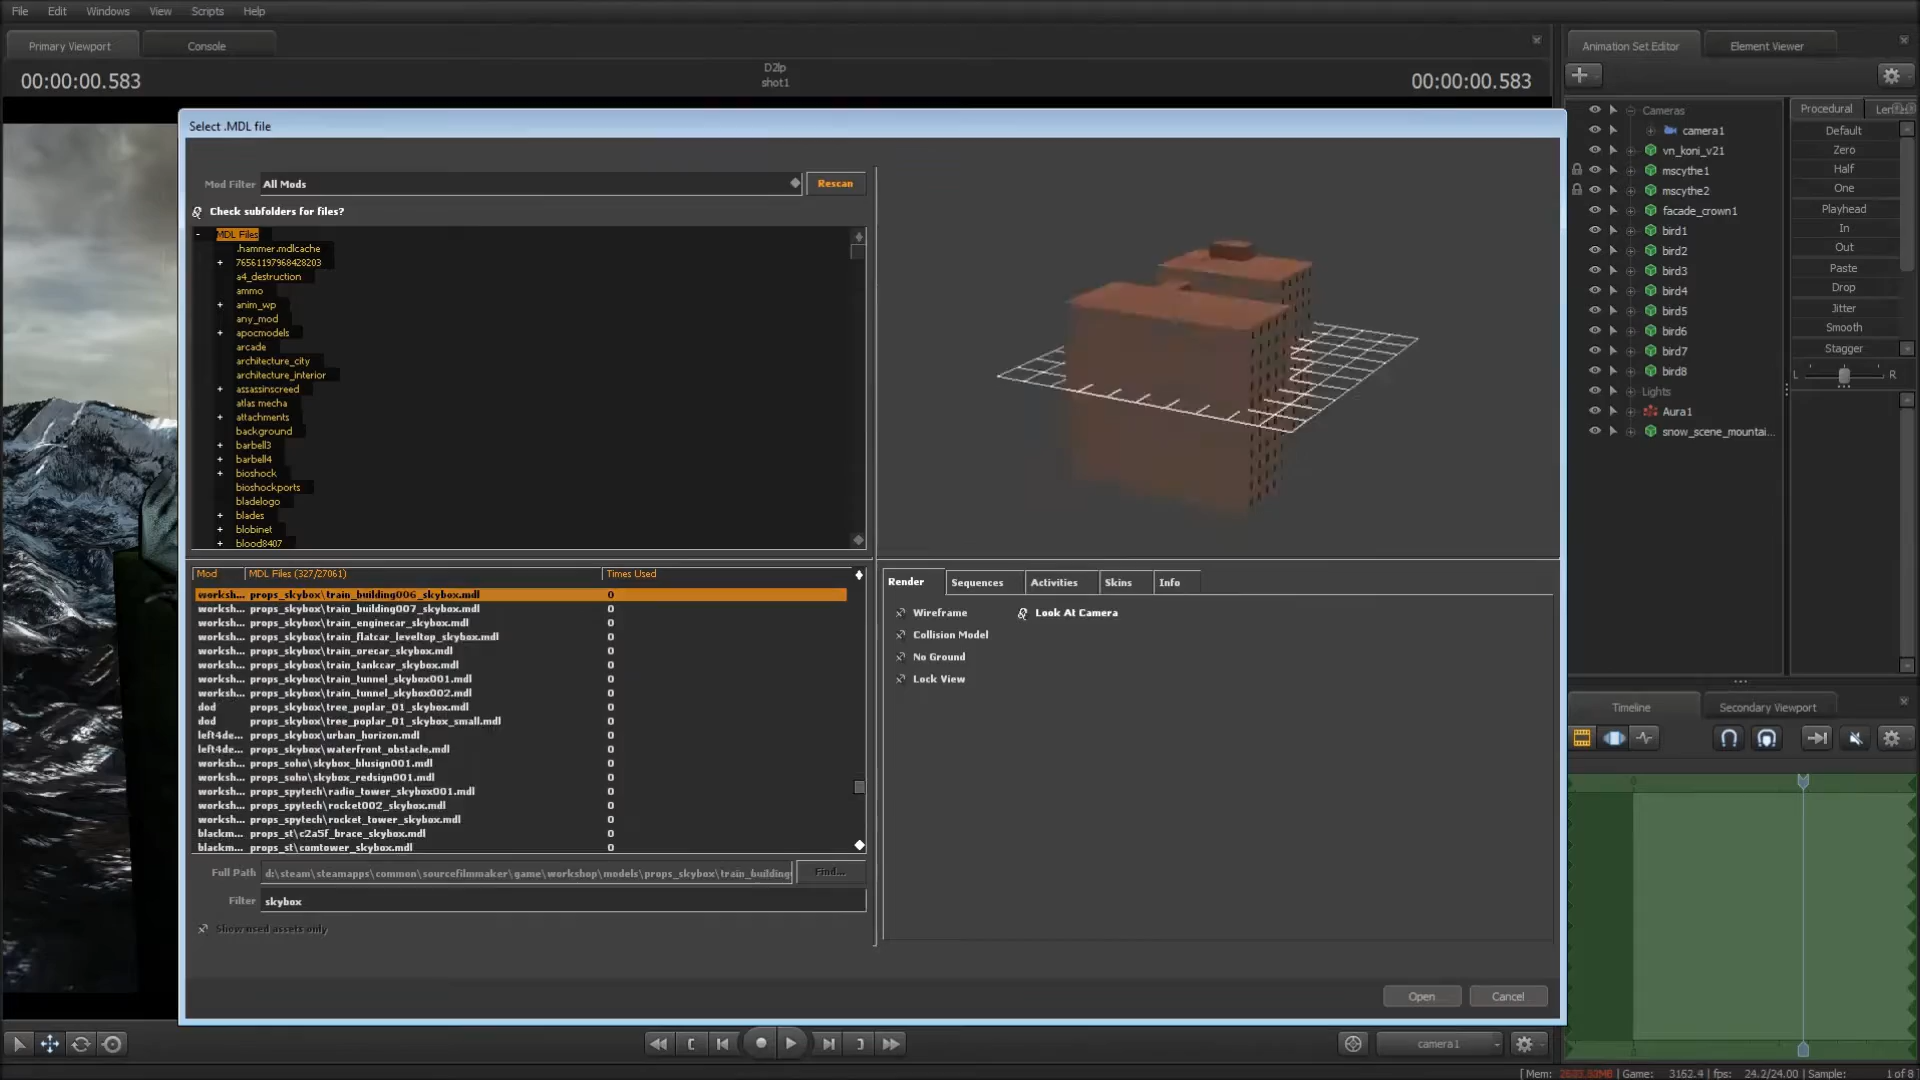 File Edit Windows View Scripts Help
Primary Viewport Console
Animation Set Editor Element Viewer
00:00:00.583
D2lp
shot1
00:00:00.583
Select .MDL file
Mod Filter All Mods Rescan
Check subfolders for files?
MDL Files
.hammer.mdlcache
76561197968428203
a4_destruction
ammo
anim_wp
any_mod
apocmodels
arcade
architecture_city
architecture_interior
assassinscreed
atlas mecha
attachments
background
barbell3
barbell4
bioshock
bioshockports
bladelogo
blades
blobinet
blood8407
Mod MDL Files (327/27061) Times Used
worksh... props_skybox\train_building006_skybox.mdl 0
worksh... props_skybox\train_building007_skybox.mdl 0
worksh... props_skybox\train_enginecar_skybox.mdl 0
worksh... props_skybox\train_flatcar_leveltop_skybox.mdl 0
worksh... props_skybox\train_orecar_skybox.mdl 0
worksh... props_skybox\train_tankcar_skybox.mdl 0
worksh... props_skybox\train_tunnel_skybox001.mdl 0
worksh... props_skybox\train_tunnel_skybox002.mdl 0
dod props_skybox\tree_poplar_01_skybox.mdl 0
dod props_skybox\tree_poplar_01_skybox_small.mdl 0
left4de... props_skybox\urban_horizon.mdl 0
left4de... props_skybox\waterfront_obstacle.mdl 0
worksh... props_soho\skybox_blusign001.mdl 0
worksh... props_soho\skybox_redsign001.mdl 0
worksh... props_spytech\radio_tower_skybox001.mdl 0
worksh... props_spytech\rocket002_skybox.mdl 0
worksh... props_spytech\rocket_tower_skybox.mdl 0
blackm... props_st\c2a5f_brace_skybox.mdl 0
blackm... props_st\comtower_skybox.mdl 0
Full Path d:\steam\steamapps\common\sourcefilmmaker\game\workshop\models\props_skybox\train_building Find...
Filter skybox
Show used assets only
Render Sequences Activities Skins Info
Wireframe Look At Camera
Collision Model
No Ground
Lock View
Open Cancel
Cameras
camera1
vn_koni_v21
mscythe1
mscythe2
facade_crown1
bird1
bird2
bird3
bird4
bird5
bird6
bird7
bird8
Lights
Aura1
snow_scene_mountai...
Procedural
Default
Zero
Half
One
Playhead
In
Out
Paste
Drop
Jitter
Smooth
Stagger
L R
Timeline Secondary Viewport
camera1
[ Mem: Game: 3162.4 | fps: 24.2/24.00 | Sample: 1 of 8